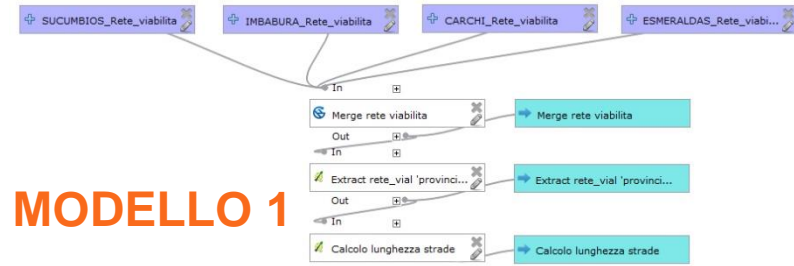 SUCUMBIOS_Rete_viabilita
IMBABURA_Rete_viabilita
CARCHI_Rete_viabilita
ESMERALDAS_Rete_viabi...
In
Merge rete viabilita
Merge rete viabilita
Out
In
Extract rete_vial 'provinci...
Extract rete_vial 'provinci...
Out
In
MODELLO 1
Calcolo lunghezza strade
Calcolo lunghezza strade